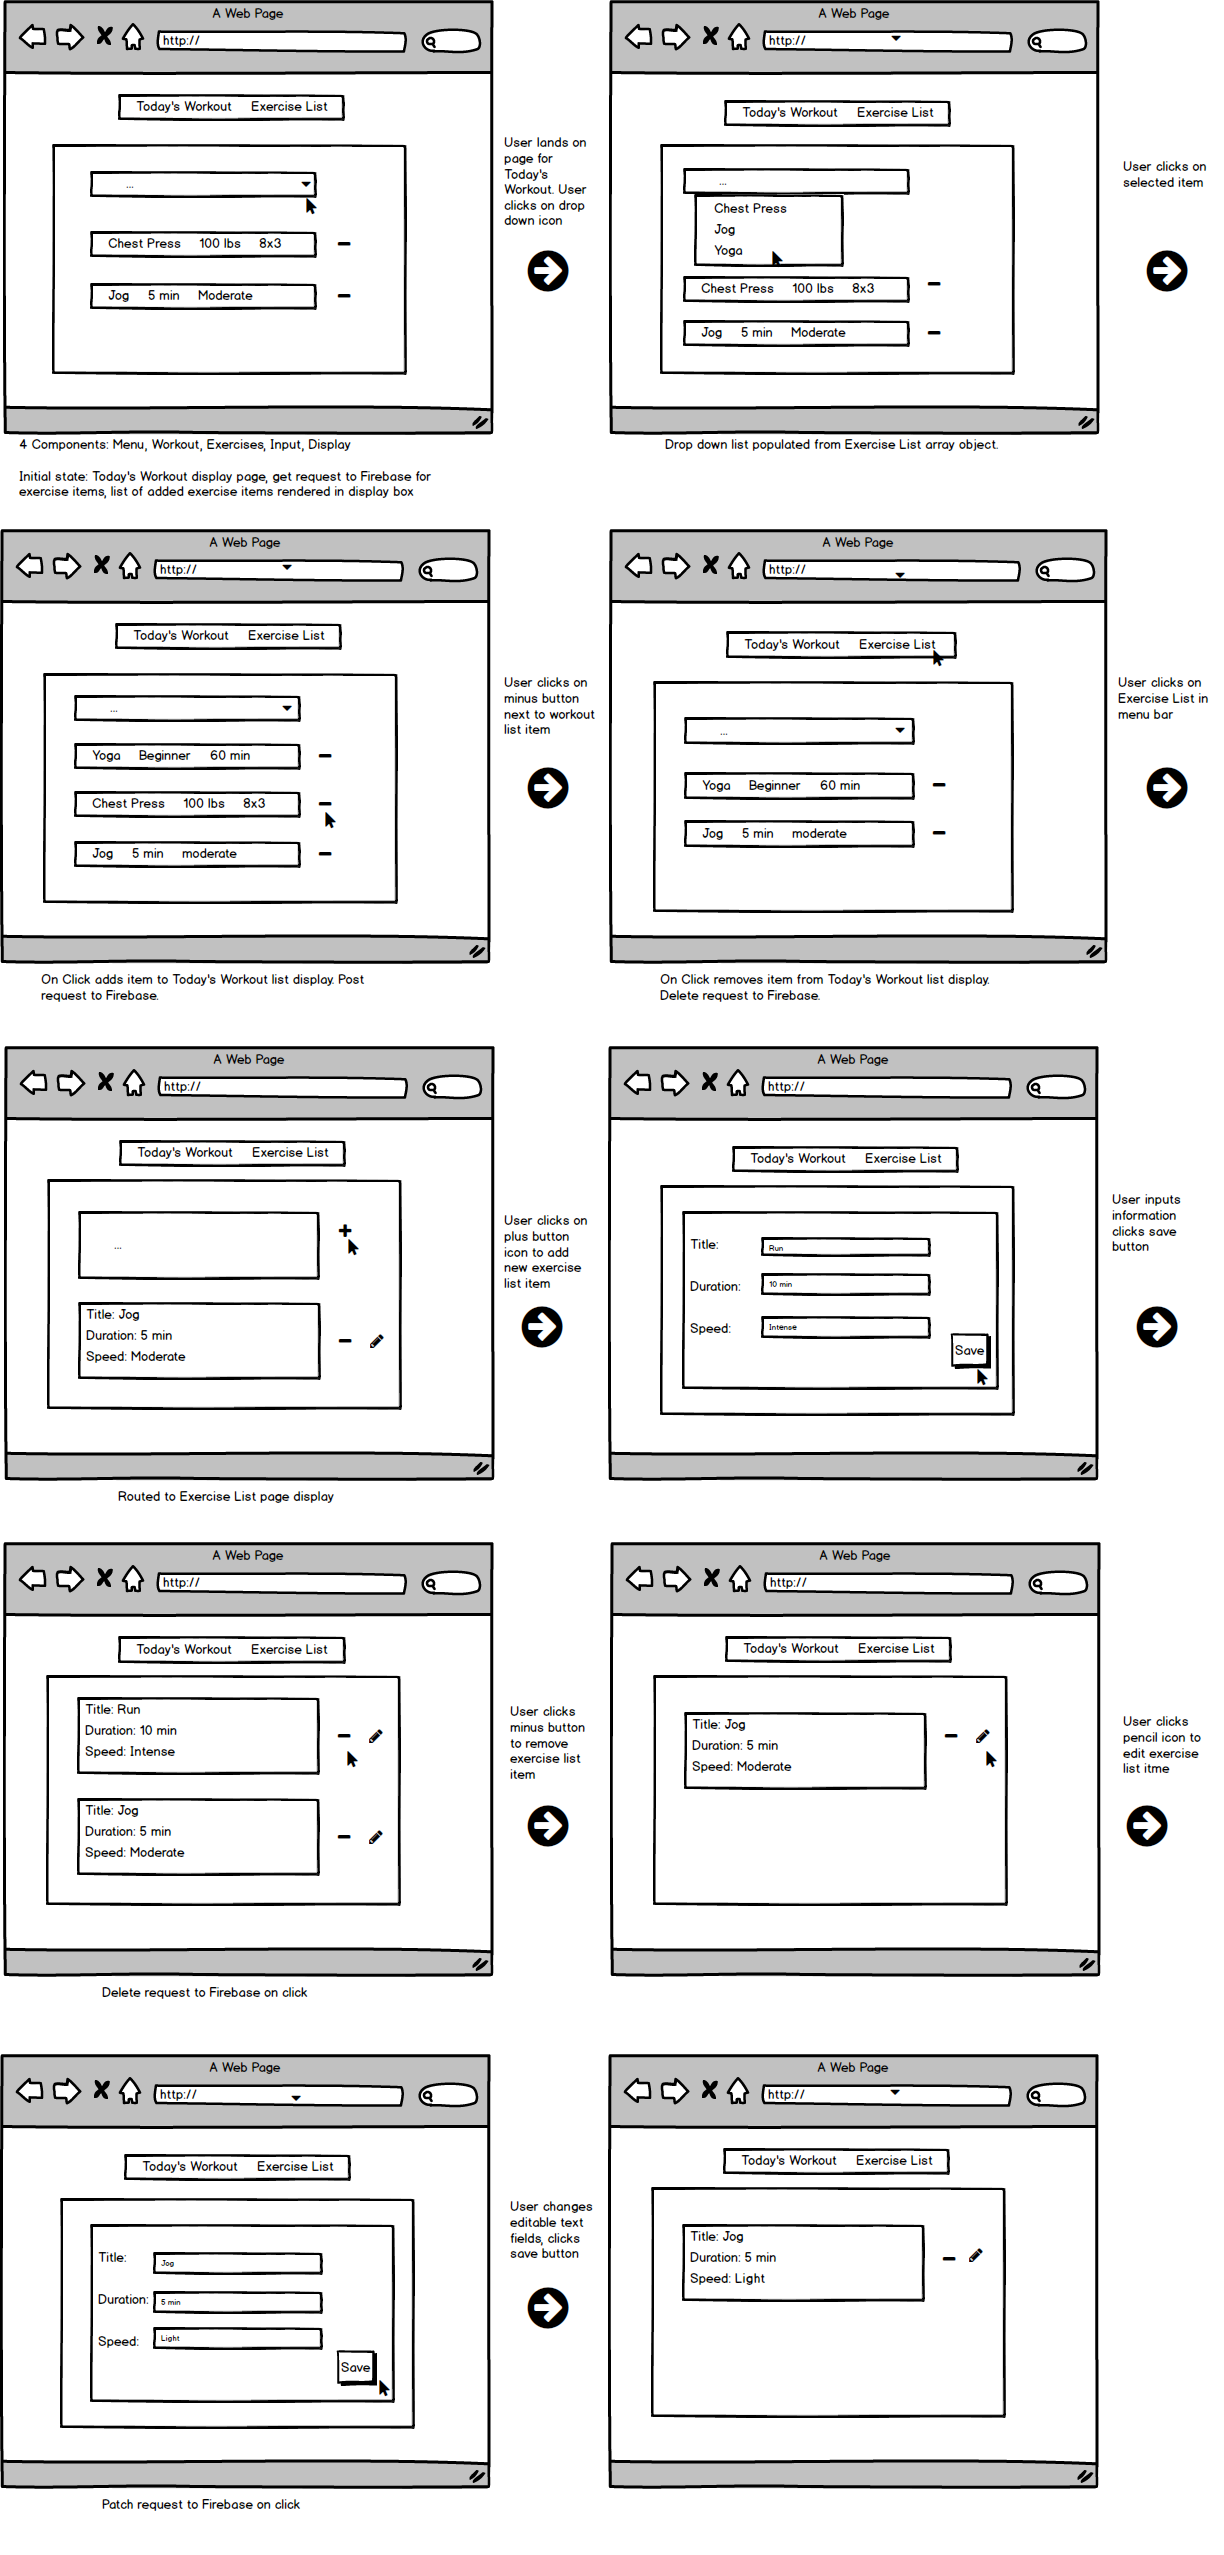 A Web Page
http://
Today's Workout Exercise List
...
Chest Press 100 lbs 8x3
Jog 5 min Moderate
User lands on
page for
Today's
Workout. User
clicks on drop
down icon
4 Components: Menu, Workout, Exercises, Input, Display
Initial state: Today's Workout display page, get request to Firebase for
exercise items, list of added exercise items rendered in display box
A Web Page
http://
Today's Workout Exercise List
...
Chest Press
Jog
Yoga
Chest Press 100 lbs 8x3
Jog 5 min Moderate
User clicks on
selected item
Drop down list populated from Exercise List array object.
A Web Page
http://
Today's Workout Exercise List
...
Yoga Beginner 60 min
Chest Press 100 lbs 8x3
Jog 5 min moderate
User clicks on
minus button
next to workout
list item
On Click adds item to Today's Workout list display. Post
request to Firebase.
A Web Page
http://
Today's Workout Exercise List
...
Yoga Beginner 60 min
Jog 5 min moderate
User clicks on
Exercise List in
menu bar
On Click removes item from Today's Workout list display.
Delete request to Firebase.
A Web Page
http://
Today's Workout Exercise List
...
Title: Jog
Duration: 5 min
Speed: Moderate
User clicks on
plus button
icon to add
new exercise
list item
Routed to Exercise List page display
A Web Page
http://
Today's Workout Exercise List
Title: Run
Duration: 10 min
Speed: Intense
Save
User inputs
information
clicks save
button
A Web Page
http://
Today's Workout Exercise List
Title: Run
Duration: 10 min
Speed: Intense
Title: Jog
Duration: 5 min
Speed: Moderate
User clicks
minus button
to remove
exercise list
item
Delete request to Firebase on click
A Web Page
http://
Today's Workout Exercise List
Title: Jog
Duration: 5 min
Speed: Moderate
User clicks
pencil icon to
edit exercise
list itme
A Web Page
http://
Today's Workout Exercise List
Title: Jog
Duration: 5 min
Speed: Light
Save
User changes
editable text
fields, clicks
save button
Patch request to Firebase on click
A Web Page
http://
Today's Workout Exercise List
Title: Jog
Duration: 5 min
Speed: Light